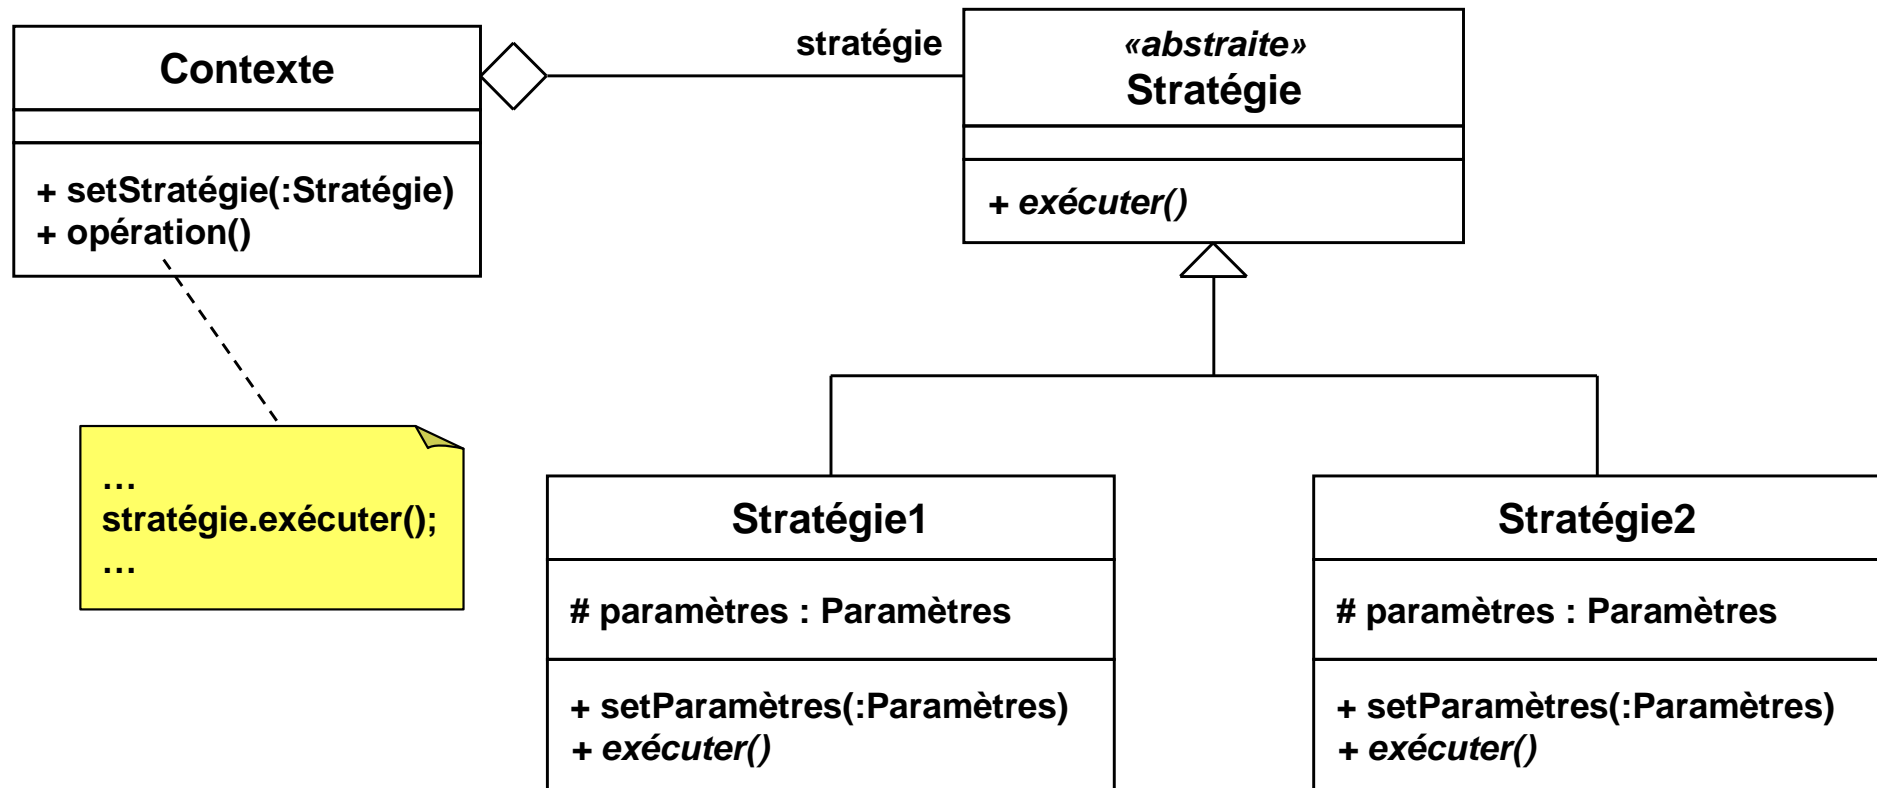 Contexte
+ setStratégie(:Stratégie)
+ opération()
stratégie
«abstraite»
Stratégie
+ exécuter()
…
stratégie.exécuter();
…
Stratégie1
# paramètres : Paramètres
+ setParamètres(:Paramètres)
+ exécuter()
Stratégie2
# paramètres : Paramètres
+ setParamètres(:Paramètres)
+ exécuter()